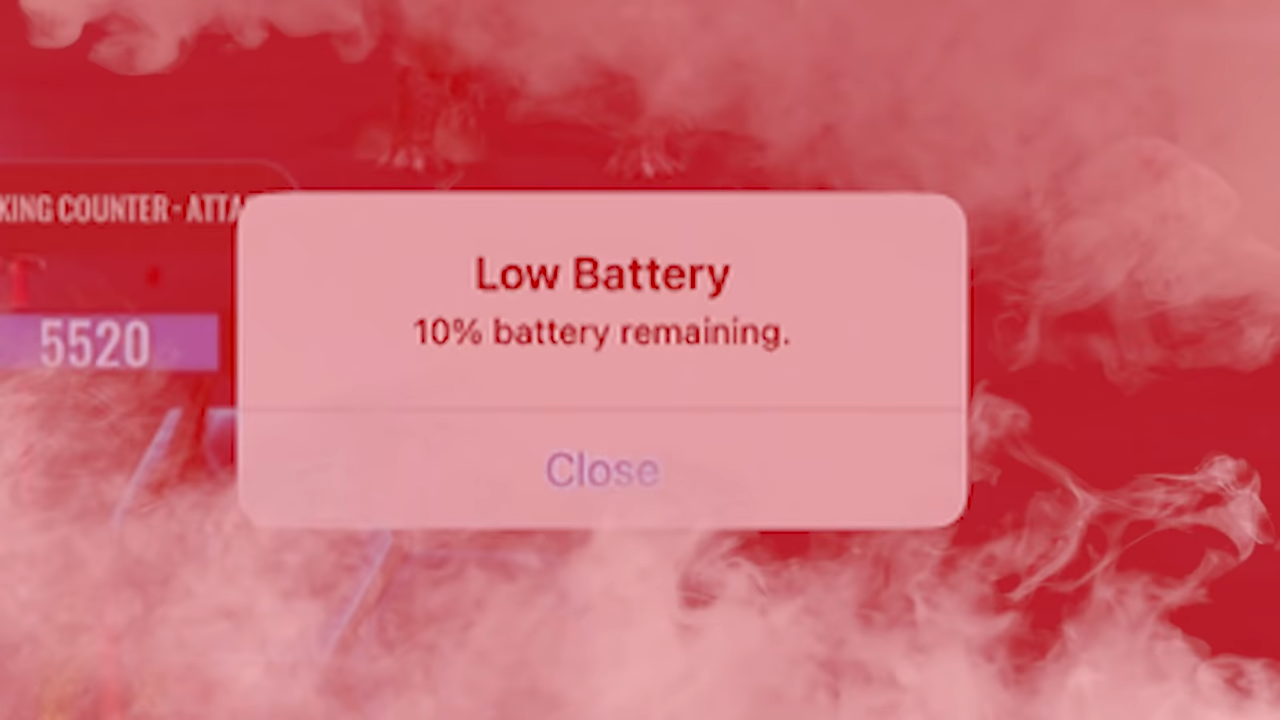 KING COUNTER - ATTA
5520
Low Battery
10% battery remaining.
Close